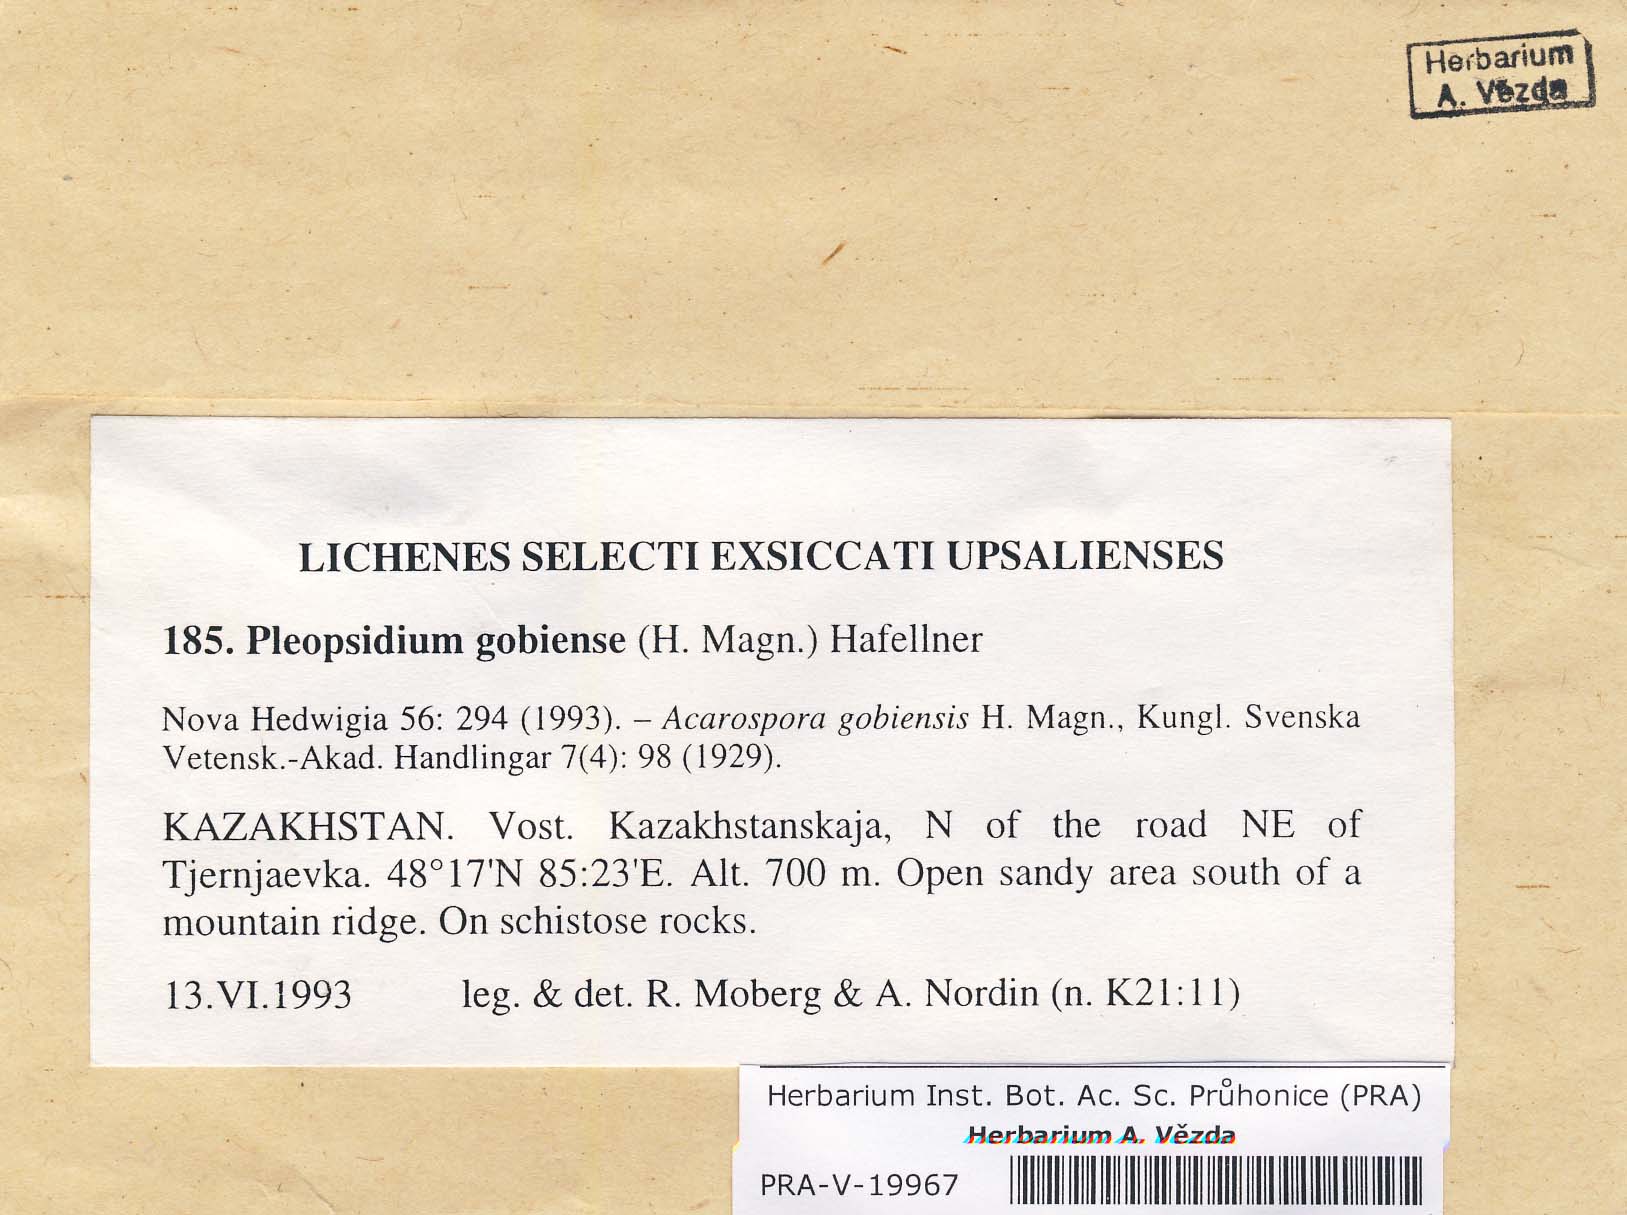 Herbarium
A. Vězda
LICHENES SELECTI EXSICCATI UPSALIENSES
185. Pleopsidium gobiense (H. Magn.) Hafellner
Nova Hedwigia 56: 294 (1993). – Acarospora gobiensis H. Magn., Kungl. Svenska
Vetensk.-Akad. Handlingar 7(4): 98 (1929).
KAZAKHSTAN. Vost. Kazakhstanskaja, N of the road NE of
Tjernjaevka. 48°17'N 85:23'E. Alt. 700 m. Open sandy area south of a
mountain ridge. On schistose rocks.
13.VI.1993 leg. & det. R. Moberg & A. Nordin (n. K21:11)
Herbarium Inst. Bot. Ac. Sc. Průhonice (PRA)
Herbarium A. Vězda
PRA-V-19967